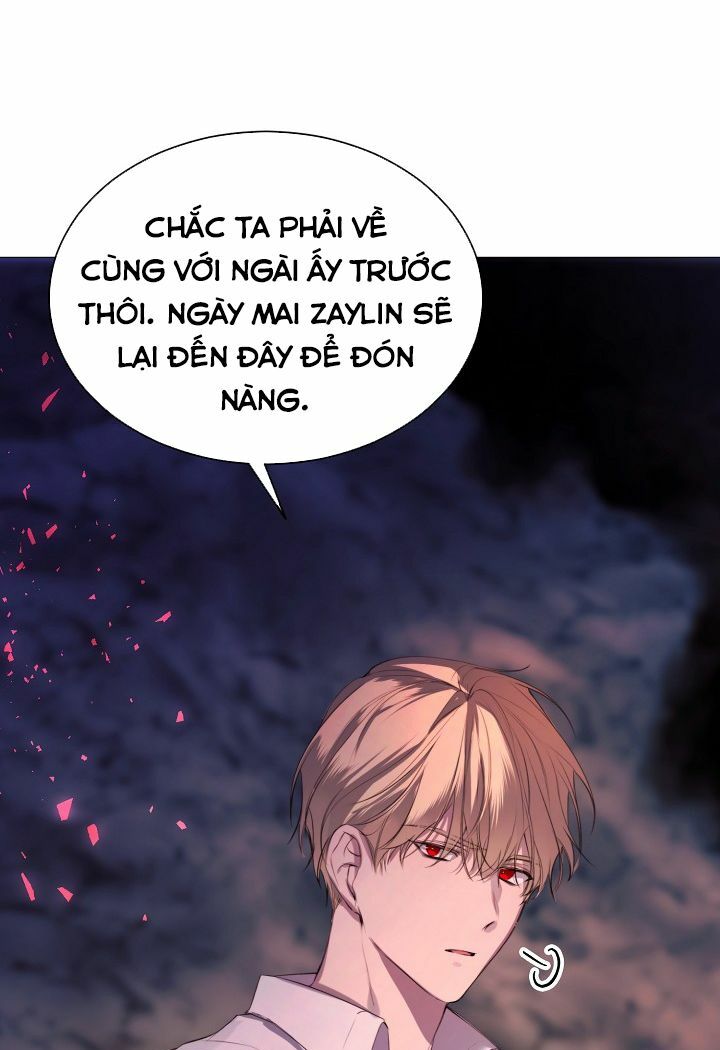 CHẮC TA PHẢI VỀ
CÙNG VỚI NGÀI ẤY TRƯỚC
THÔI. NGÀY MAI ZAYLIN SẼ
LẠI ĐẾN ĐÂY ĐỂ ĐÓN
NÀNG.